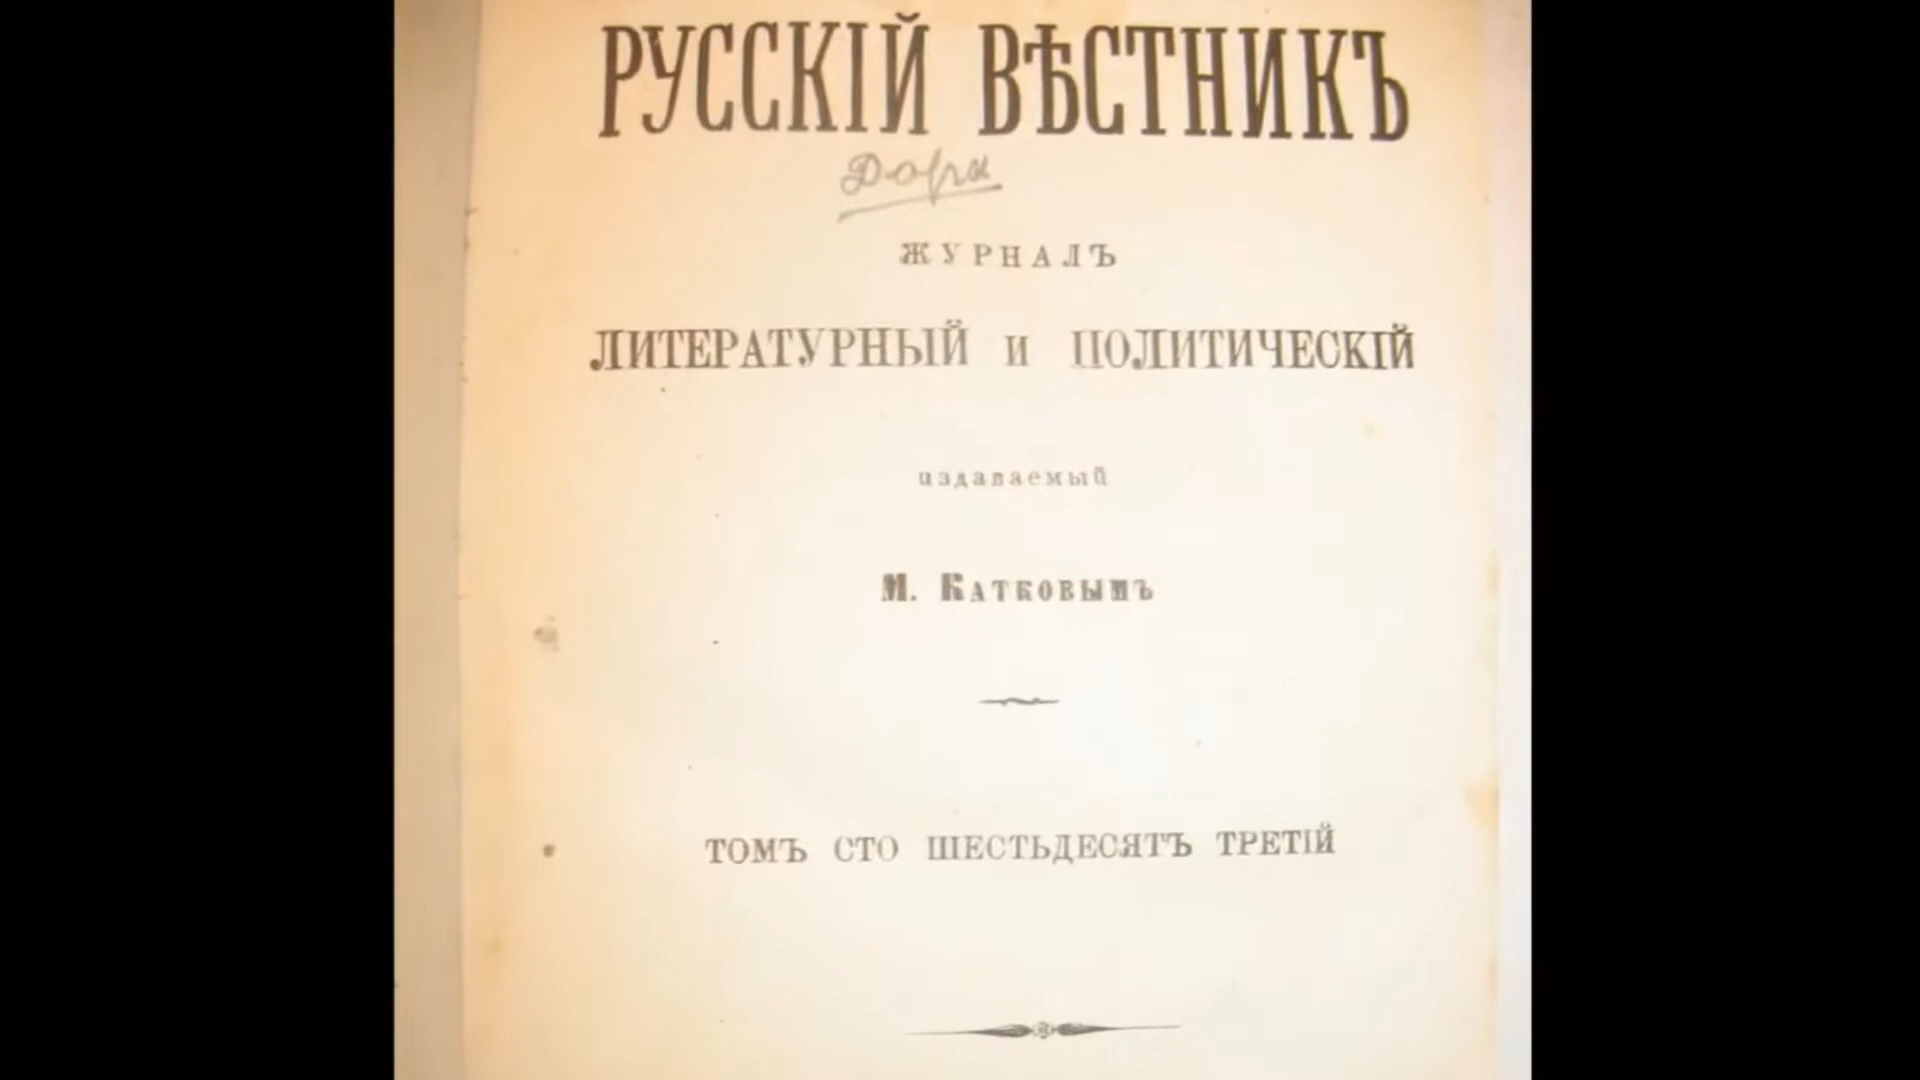 РУССКІЙ ВѢСТНИКЪ
ЖУРНАЛЪ
ЛИТЕРАТУРНЫЙ И ПОЛИТИЧЕСКІЙ
издаваемый
М. Катковымъ
ТОМЪ СТО ШЕСТЬДЕСЯТЪ ТРЕТІЙ